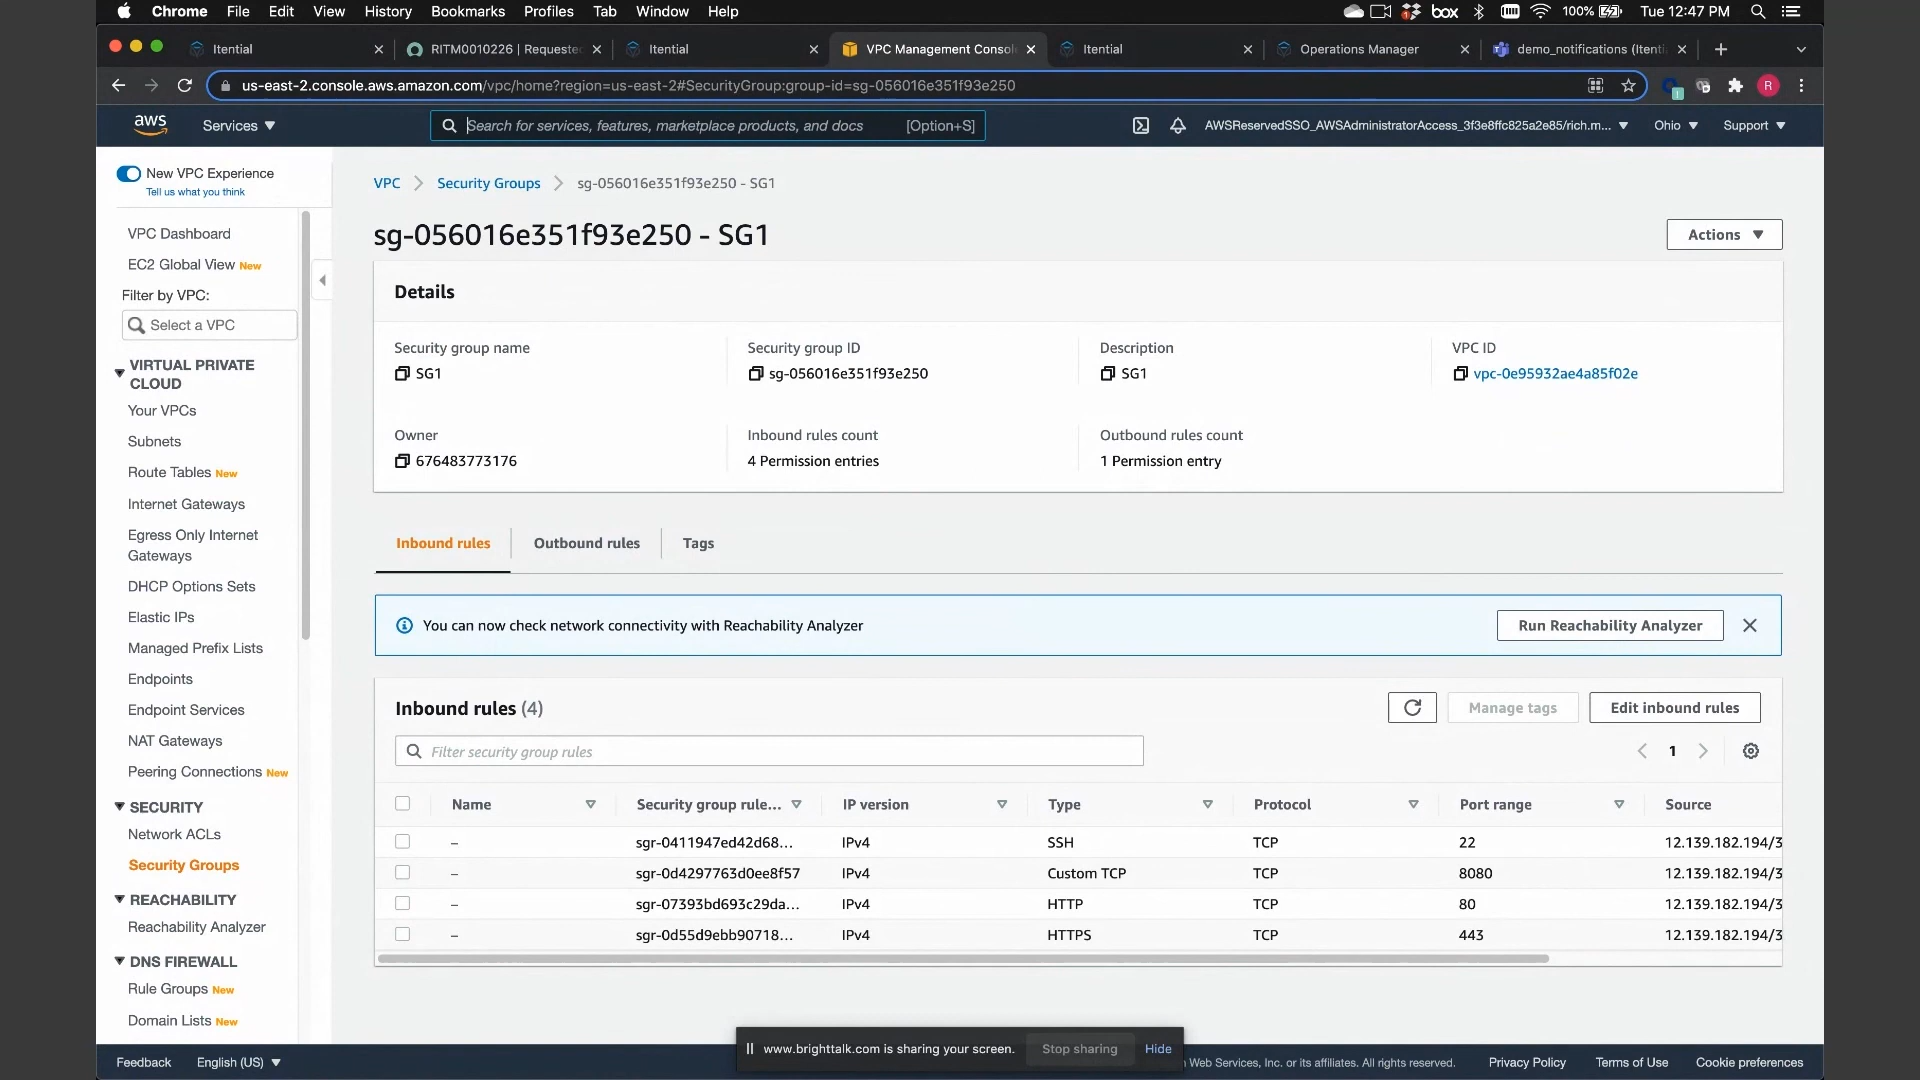 Chrome File Edit View History Bookmarks Profiles Tab Window Help
box 100% Tue 12:47 PM
Itential
RITM0010226 | Requeste
Itential
VPC Management Consol
Itential
Operations Manager
demo_notifications (Itenti
us-east-2.console.aws.amazon.com/vpc/home?region=us-east-2#SecurityGroup:group-id=sg-056016e351f93e250
R
aws
Services
Search for services, features, marketplace products, and docs [Option+S]
AWSReservedSSO_AWSAdministratorAccess_3f3e8ffc825a2e85/rich.m...
Ohio
Support
New VPC Experience
Tell us what you think
VPC Dashboard
EC2 Global View New
Filter by VPC:
Select a VPC
VIRTUAL PRIVATE
CLOUD
Your VPCs
Subnets
Route Tables New
Internet Gateways
Egress Only Internet
Gateways
DHCP Options Sets
Elastic IPs
Managed Prefix Lists
Endpoints
Endpoint Services
NAT Gateways
Peering Connections New
SECURITY
Network ACLs
Security Groups
REACHABILITY
Reachability Analyzer
DNS FIREWALL
Rule Groups New
Domain Lists New
VPC Security Groups sg-056016e351f93e250 - SG1
sg-056016e351f93e250 - SG1
Actions
Details
Security group name
SG1
Security group ID
sg-056016e351f93e250
Description
SG1
VPC ID
vpc-0e95932ae4a85f02e
Owner
676483773176
Inbound rules count
4 Permission entries
Outbound rules count
1 Permission entry
Inbound rules Outbound rules Tags
You can now check network connectivity with Reachability Analyzer
Run Reachability Analyzer
Inbound rules (4)
Manage tags
Edit inbound rules
Filter security group rules
1
Name Security group rule... IP version Type Protocol Port range Source
– sgr-0411947ed42d68... IPv4 SSH TCP 22 12.139.182.194/3
– sgr-0d4297763d0ee8f57 IPv4 Custom TCP TCP 8080 12.139.182.194/3
– sgr-07393bd693c29da... IPv4 HTTP TCP 80 12.139.182.194/3
– sgr-0d55d9ebb90718... IPv4 HTTPS TCP 443 12.139.182.194/3
www.brighttalk.com is sharing your screen. Stop sharing Hide
Feedback English (US)
Web Services, Inc. or its affiliates. All rights reserved. Privacy Policy Terms of Use Cookie preferences